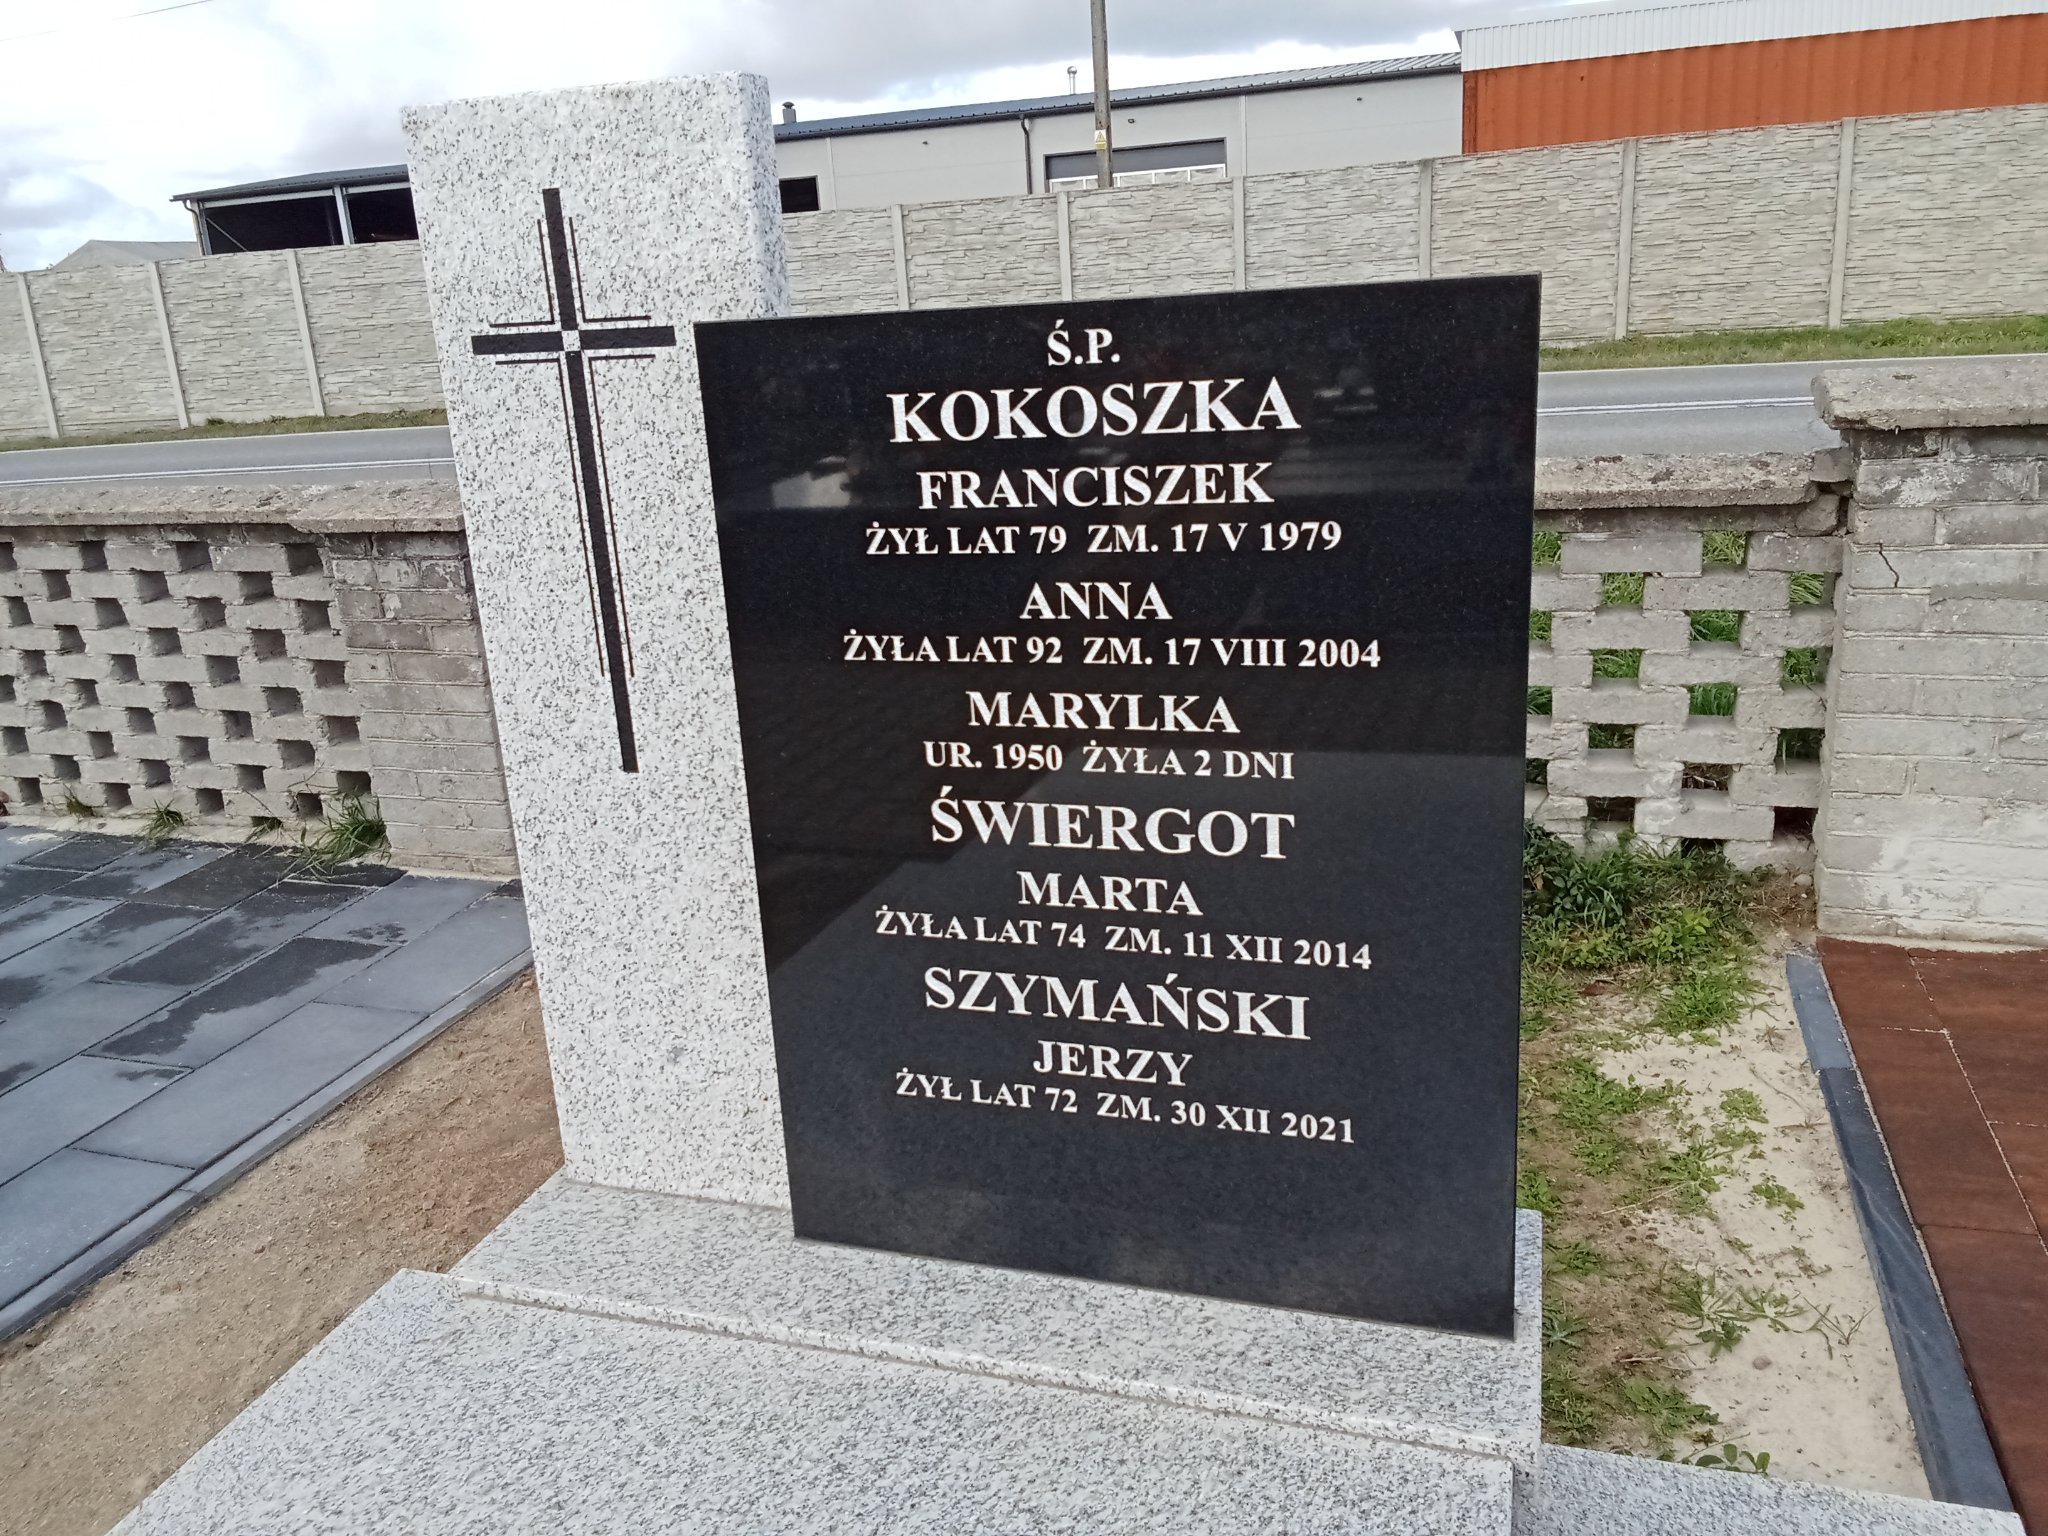 Ś.P.
KOKOSZKA
FRANCISZEK
ŻYŁ LAT 79 ZM. 17 V 1979
ANNA
ŻYŁA LAT 92 ZM. 17 VIII 2004
MARYLKA
UR. 1950 ŻYŁA 2 DNI
ŚWIERGOT
MARTA
ŻYŁA LAT 74 ZM. 11 XII 2014
SZYMAŃSKI
JERZY
ŻYŁ LAT 72 ZM. 30 XII 2021